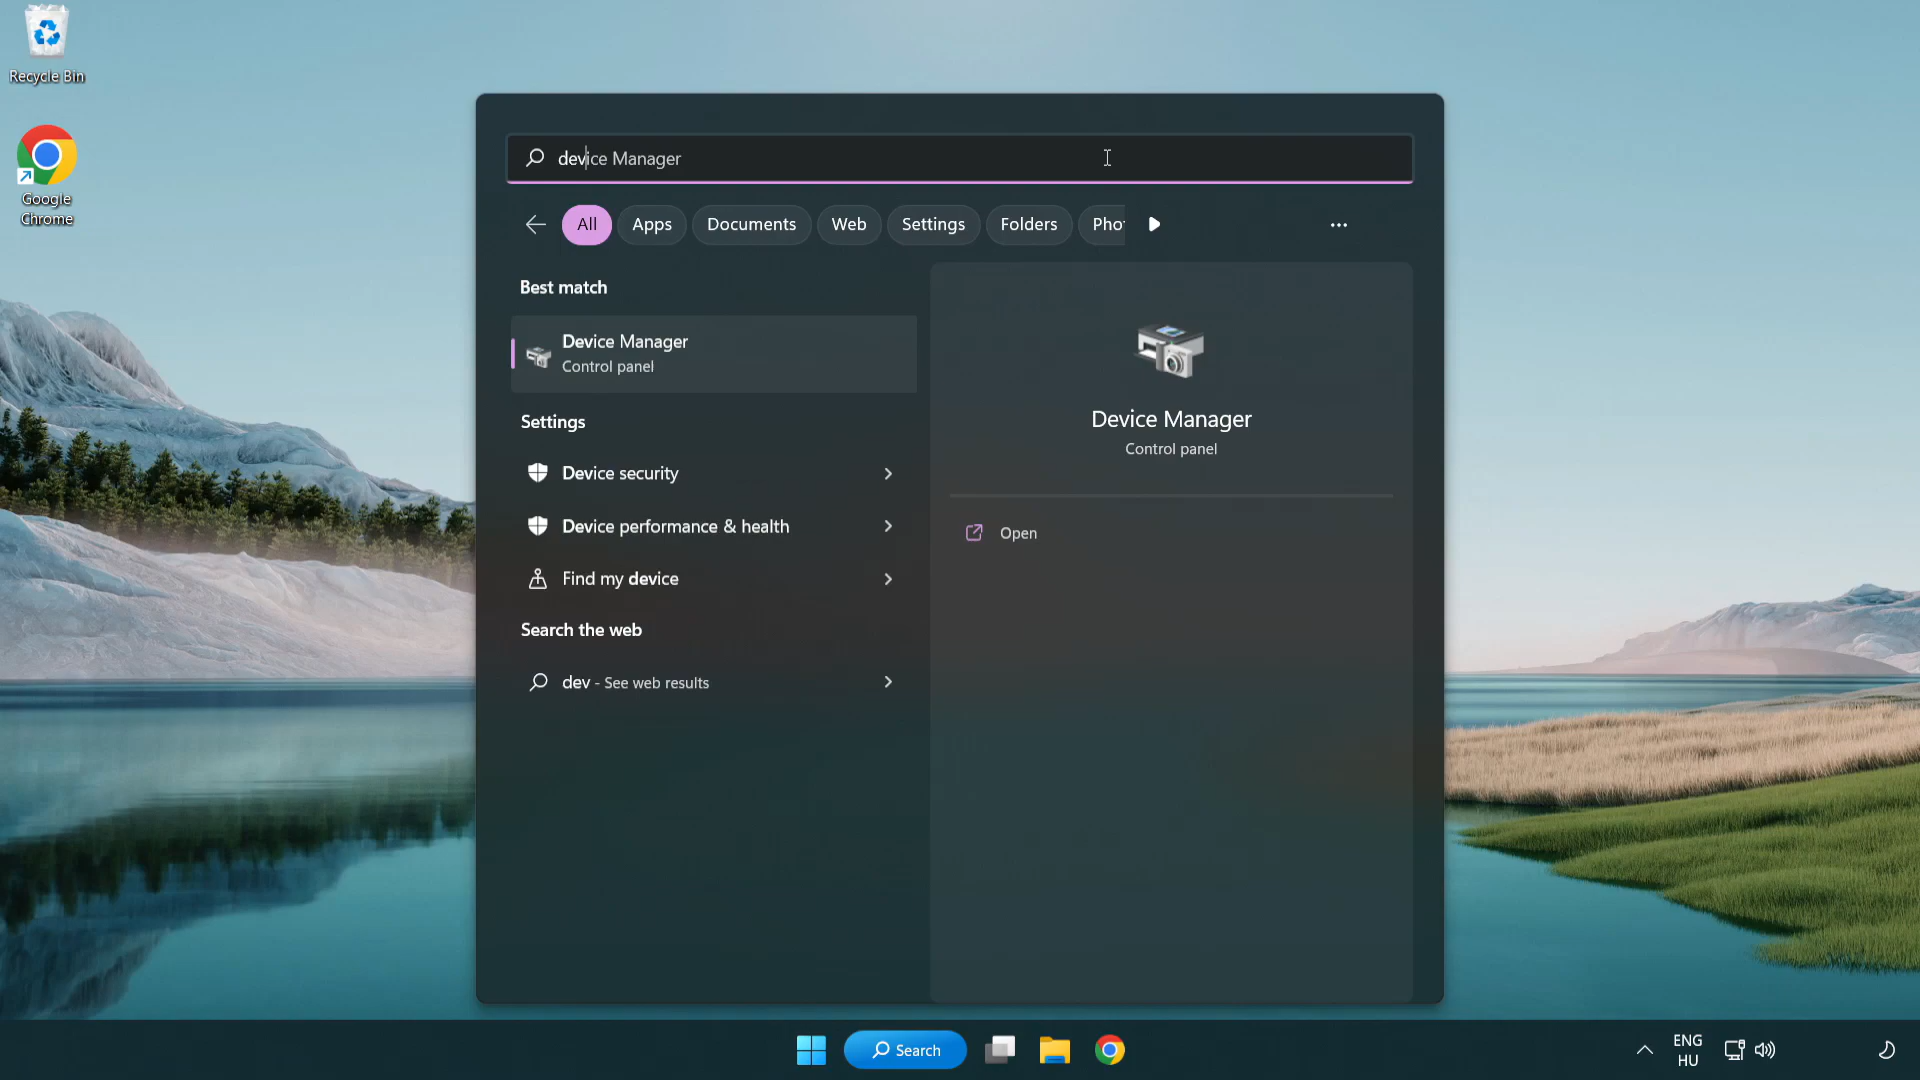 Recycle Bin
Google
Chrome
device Manager
All
Apps
Documents
Web
Settings
Folders
Pho
Best match
Device Manager
Control panel
Settings
Device security
Device performance & health
Find my device
Search the web
dev - See web results
Device Manager
Control panel
Open
Search
ENG
HU